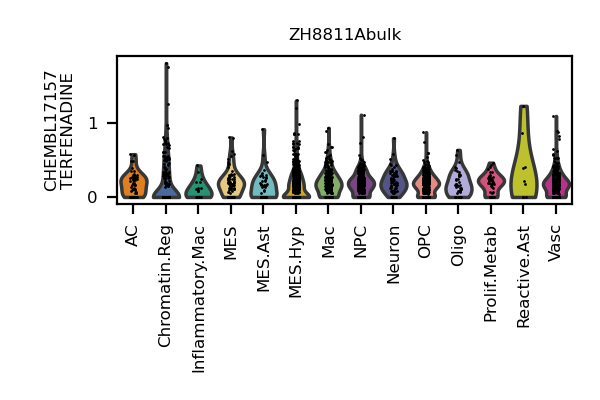 ZH8811Abulk
CHEMBL17157
TERFENADINE
1
0
AC
Chromatin.Reg
Inflammatory.Mac
MES
MES.Ast
MES.Hyp
Mac
NPC
Neuron
OPC
Oligo
Prolif.Metab
Reactive.Ast
Vasc